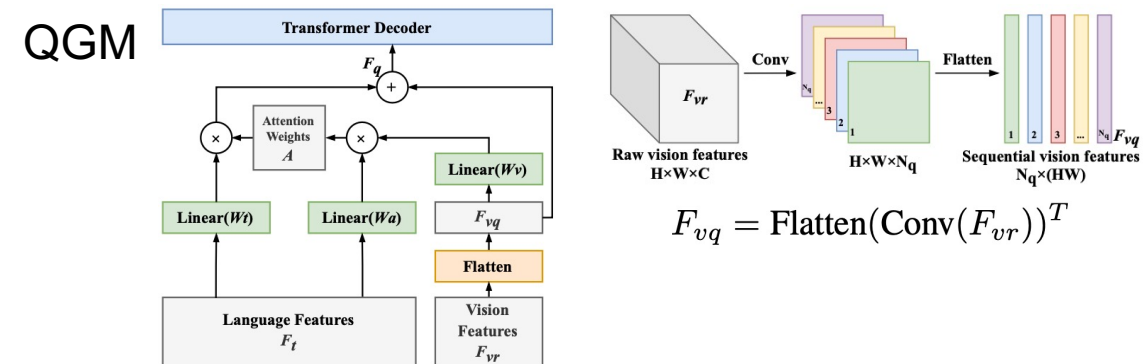 QGM
Transformer Decoder
F_q
+
×
Attention
Weights
A
×
Linear(Wv)
Linear(Wt)
Linear(Wa)
F_vq
Flatten
Language Features
F_t
Vision
Features
F_vr
F_vr
Raw vision features
H×W×C
Conv
N_q
...
3
2
1
H×W×N_q
Flatten
1 2 3 ... N_q F_vq
Sequential vision features
N_q×(HW)
F_vq = Flatten(Conv(F_vr))^T